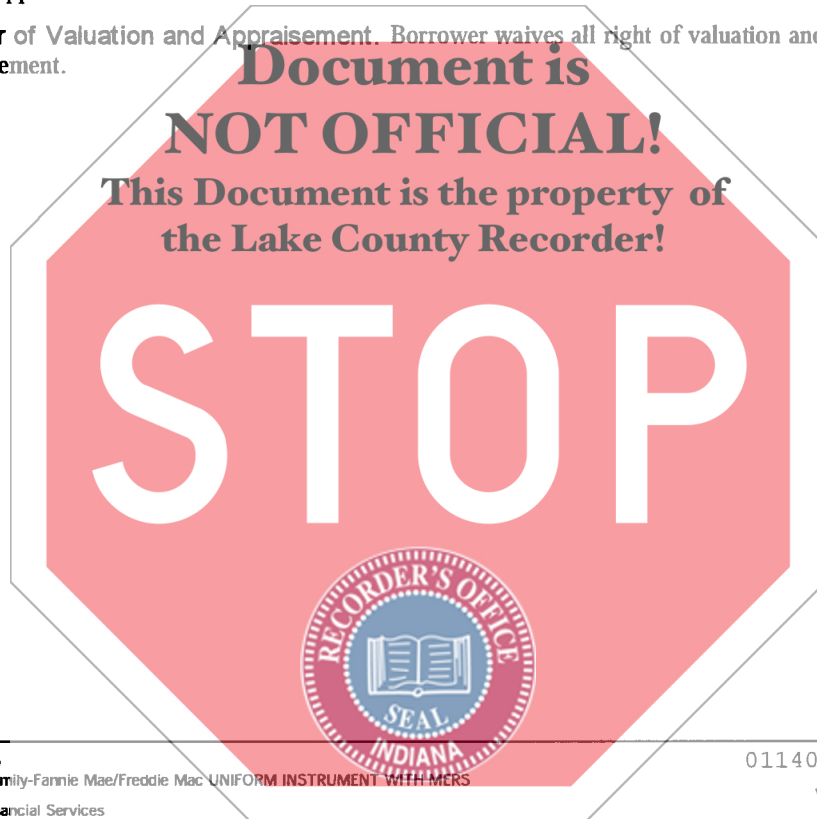 r of Valuation and Appraisement. Borrower waives all right of valuation and
ement.
Document is
NOT OFFICIAL!
This Document is the property of
the Lake County Recorder!
STOP
RECORDER'S OFFICE
SEAL
INDIANA
01140
mily-Fannie Mae/Freddie Mac UNIFORM INSTRUMENT WITH MERS
ancial Services